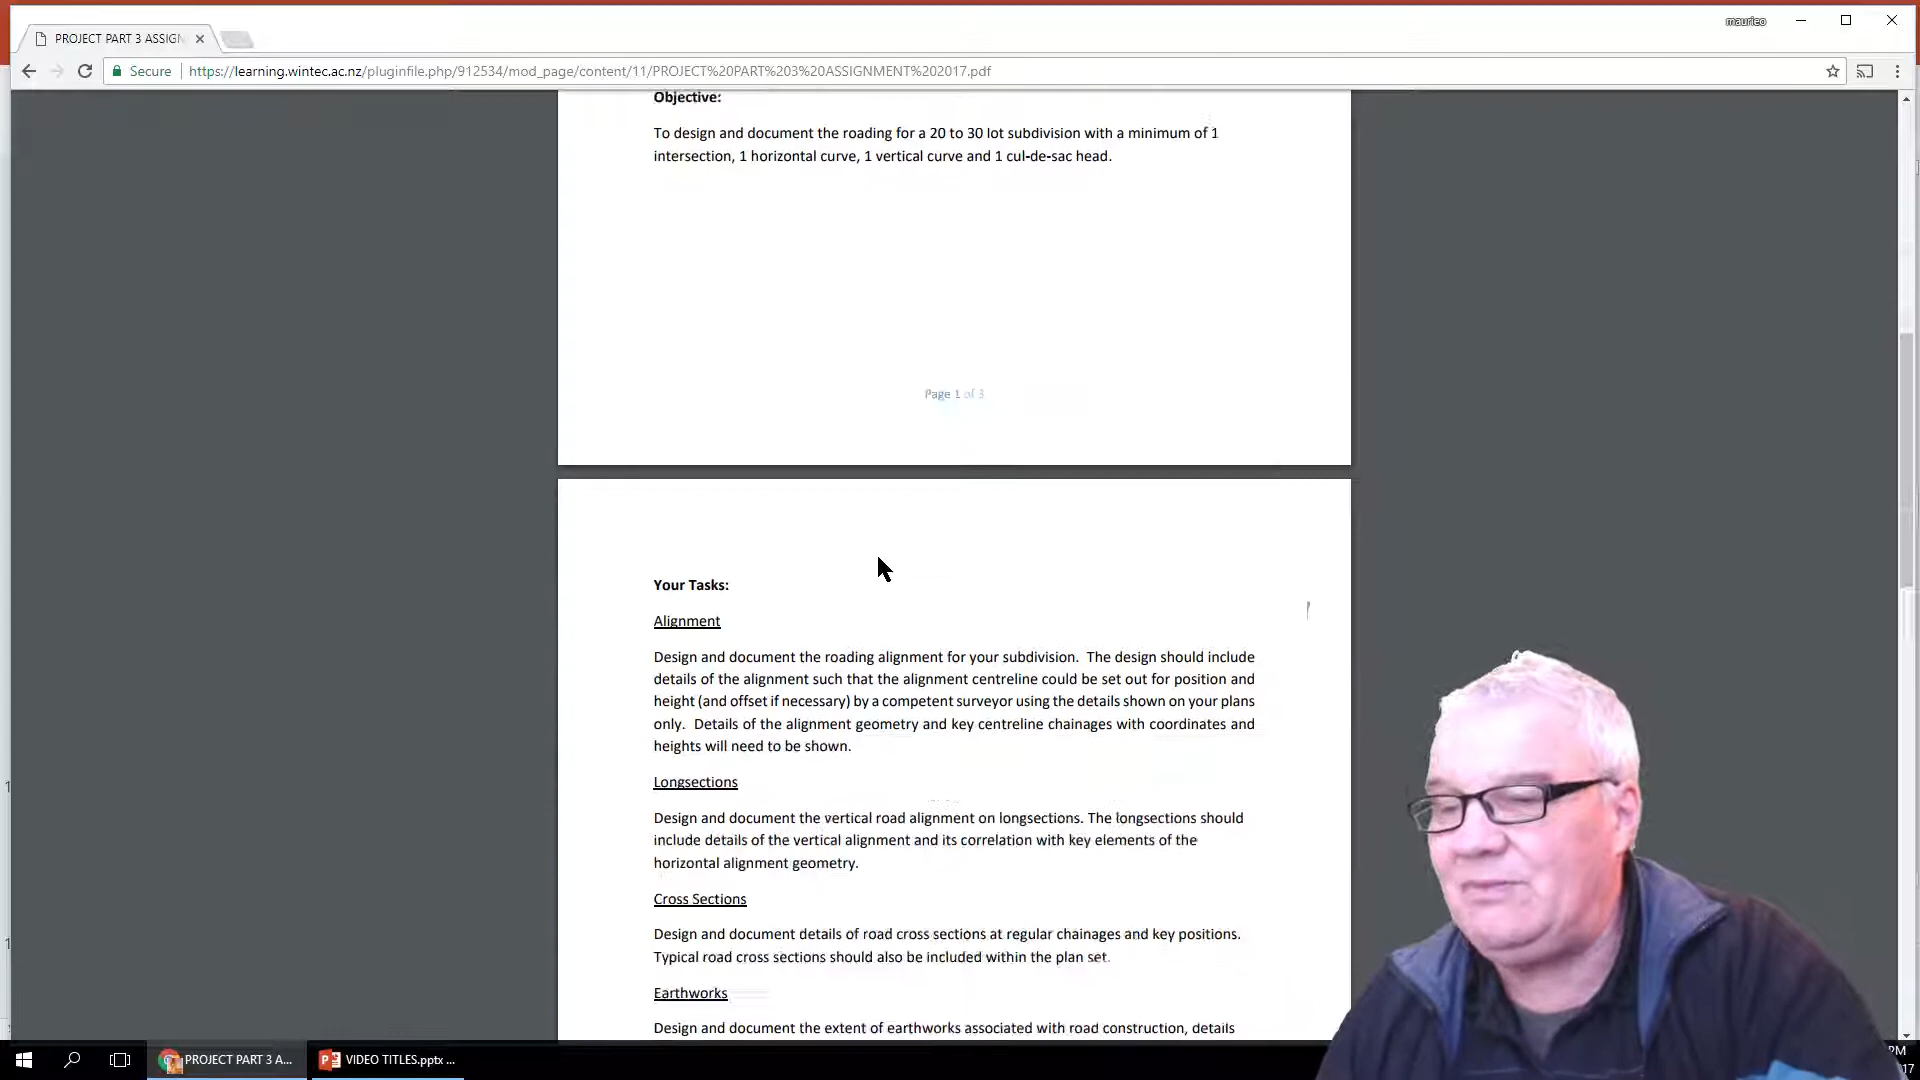 maurieo
PROJECT PART 3 ASSIGN
Secure
https://learning.wintec.ac.nz/pluginfile.php/912534/mod_page/content/11/PROJECT%20PART%203%20ASSIGNMENT%202017.pdf
Objective:
To design and document the roading for a 20 to 30 lot subdivision with a minimum of 1
intersection, 1 horizontal curve, 1 vertical curve and 1 cul-de-sac head.
Page 1 of 3
Your Tasks:
Alignment
Design and document the roading alignment for your subdivision. The design should include
details of the alignment such that the alignment centreline could be set out for position and
height (and offset if necessary) by a competent surveyor using the details shown on your plans
only. Details of the alignment geometry and key centreline chainages with coordinates and
heights will need to be shown.
Longsections
Design and document the vertical road alignment on longsections. The longsections should
include details of the vertical alignment and its correlation with key elements of the
horizontal alignment geometry.
Cross Sections
Design and document details of road cross sections at regular chainages and key positions.
Typical road cross sections should also be included within the plan set.
Earthworks
Design and document the extent of earthworks associated with road construction, details
PROJECT PART 3 A...
VIDEO TITLES.pptx ...
PM
17